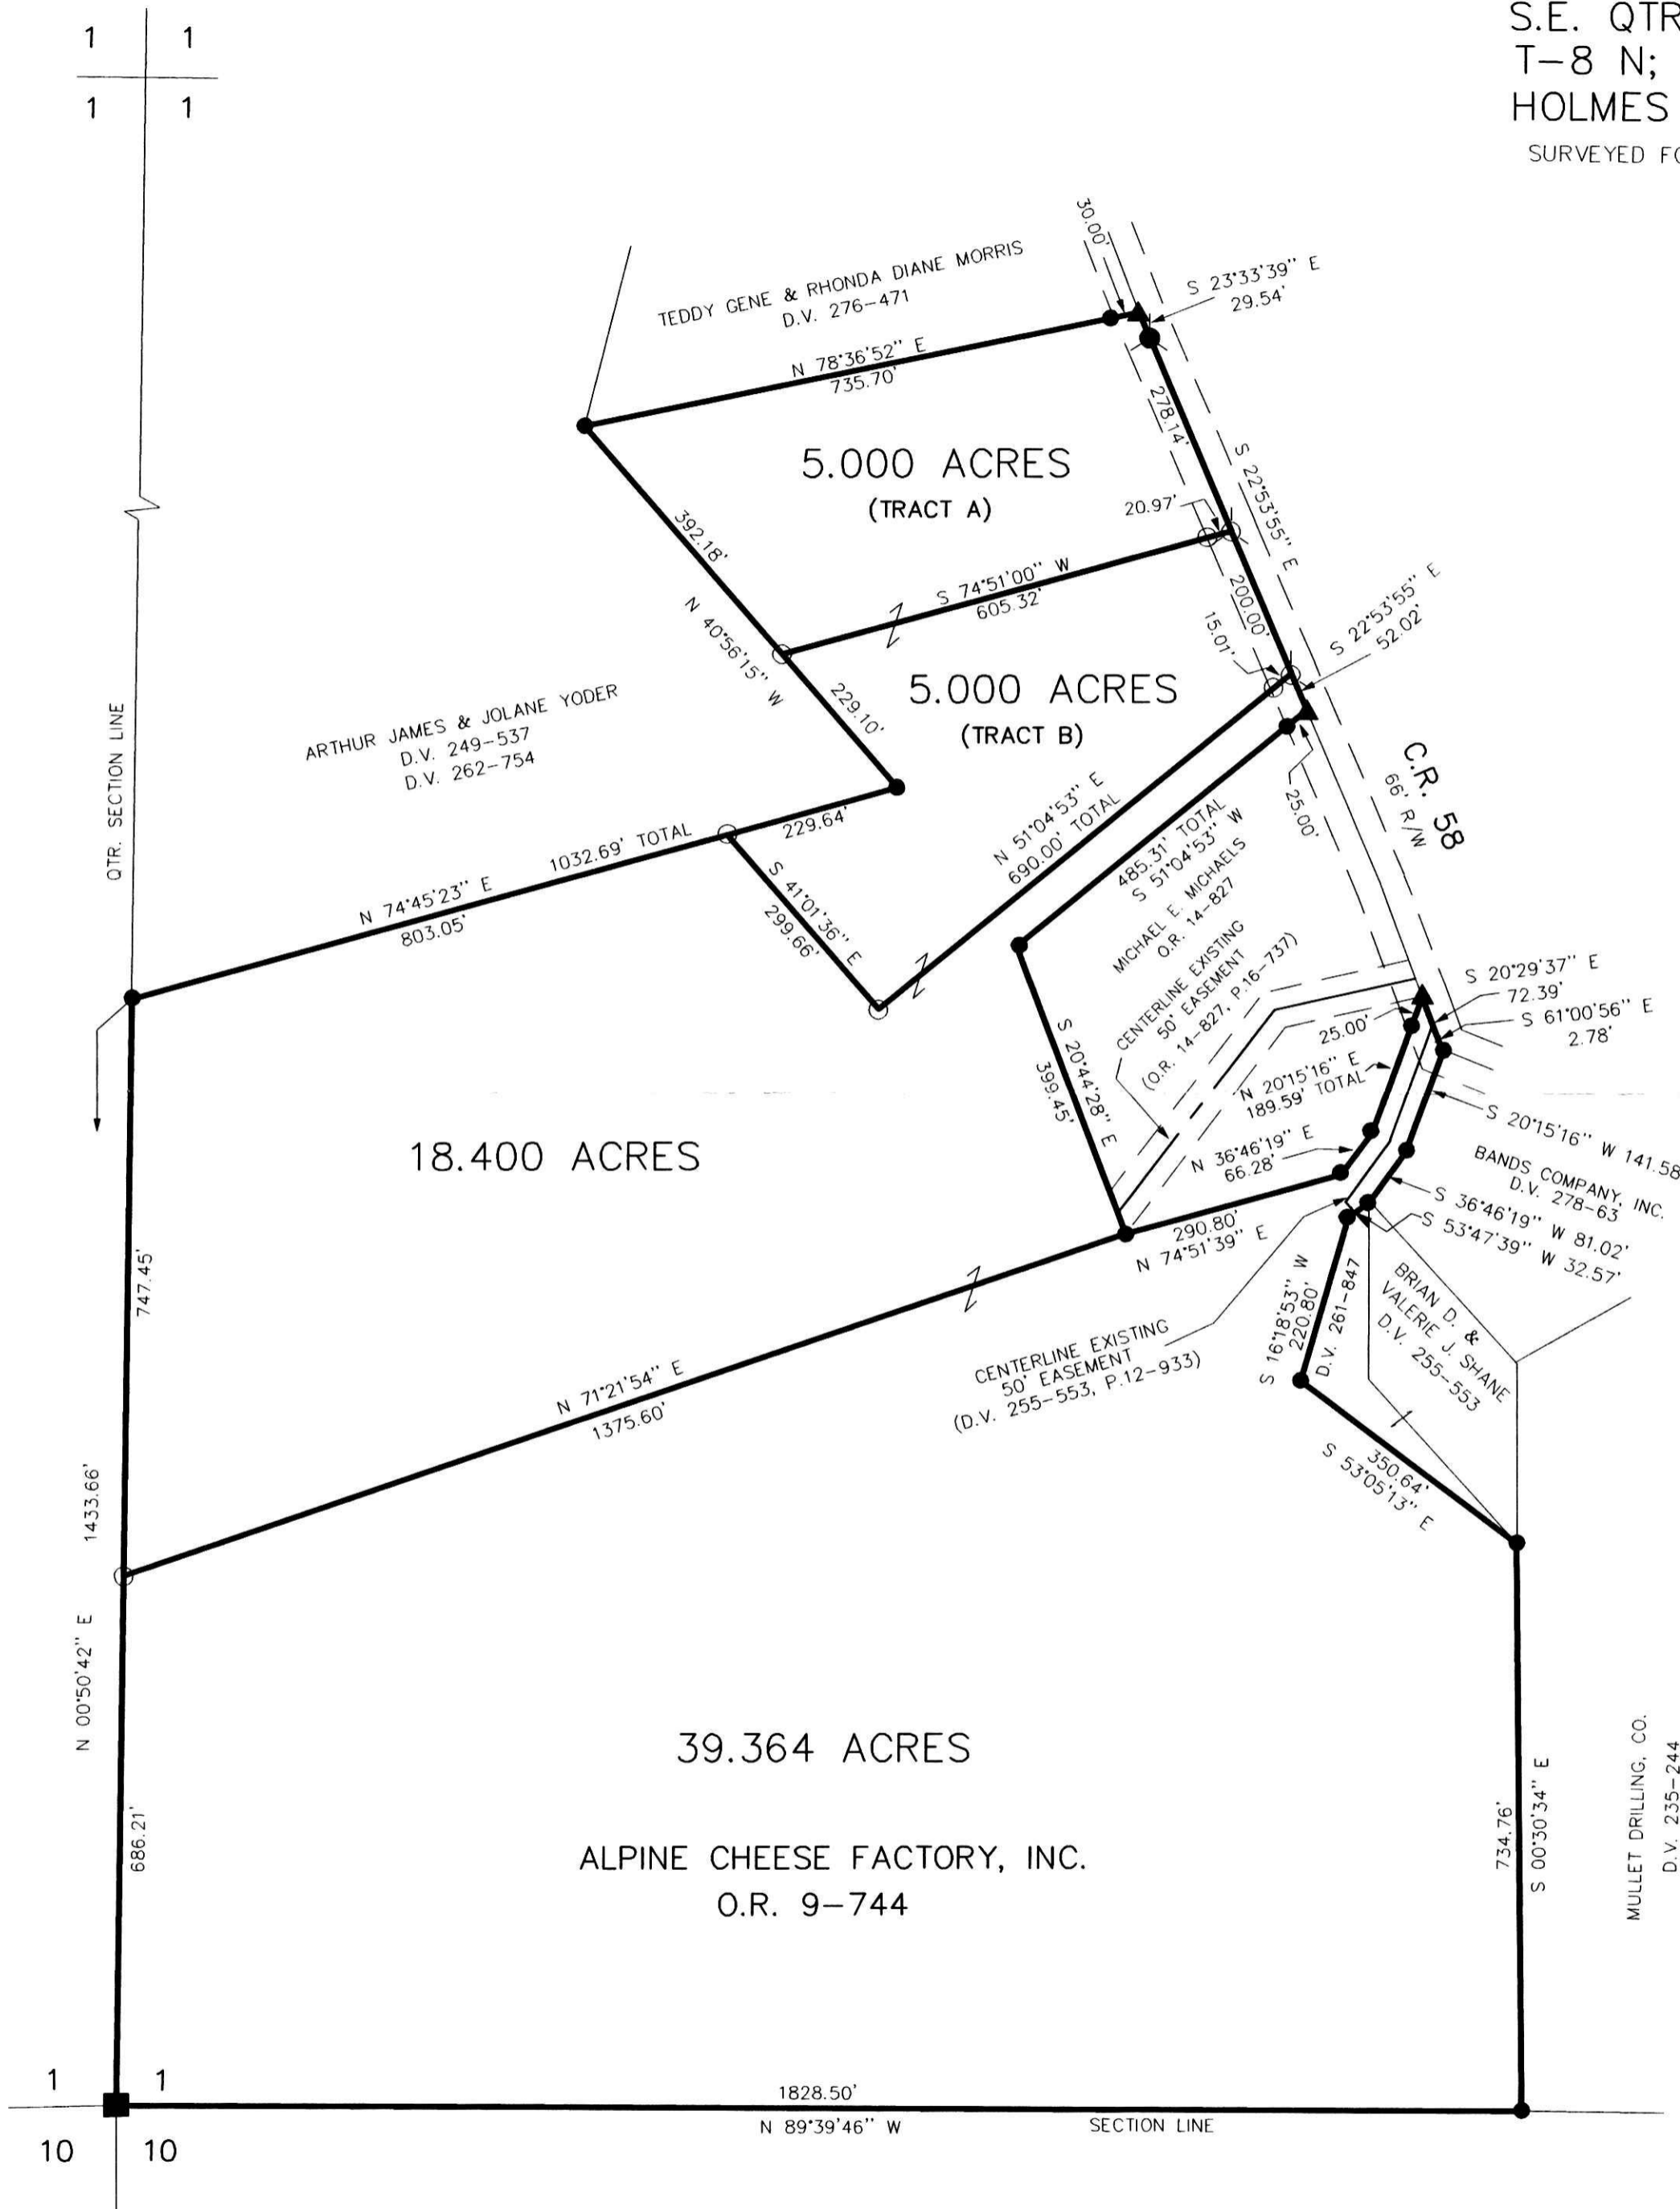 S.E. QTR
T-8 N;
HOLMES
SURVEYED FO
1 1
1 1
30.00'
S 23°33'39" E
29.54'
TEDDY GENE & RHONDA DIANE MORRIS
D.V. 276-471
N 78°36'52" E
735.70'
278.14'
S 22°53'55" E
5.000 ACRES
(TRACT A)
20.97'
392.18'
S 74°51'00" W
605.32'
200.00'
15.01'
S 22°53'55" E
52.02'
N 40°56'15" W
229.10'
5.000 ACRES
(TRACT B)
ARTHUR JAMES & JOLANE YODER
D.V. 249-537
D.V. 262-754
QTR. SECTION LINE
C.R. 58
66' R/W
25.00'
1032.69' TOTAL
229.64'
N 74°45'23" E
803.05'
S 41°01'36" E
299.66'
N 51°04'53" E
690.00' TOTAL
485.31' TOTAL
S 51°04'53" W
MICHAEL E. MICHAELS
O.R. 14-827
CENTERLINE EXISTING
50' EASEMENT
(O.R. 14-827, P.16-737)
S 20°44'28" E
399.45'
S 20°29'37" E
72.39'
S 61°00'56" E
2.78'
25.00'
N 20°15'16" E
189.59' TOTAL
S 20°15'16" W 141.58
N 36°46'19" E
66.28'
BANDS COMPANY, INC.
D.V. 278-63
S 36°46'19" W 81.02'
S 53°47'39" W 32.57'
18.400 ACRES
290.80'
N 74°51'39" E
747.45'
S 16°18'53" W
220.80'
D.V. 261-847
BRIAN D. &
VALERIE J. SHANE
D.V. 255-553
CENTERLINE EXISTING
50' EASEMENT
(D.V. 255-553, P.12-933)
N 71°21'54" E
1375.60'
350.64'
S 53°05'13" E
1433.66'
N 00°50'42" E
686.21'
39.364 ACRES
ALPINE CHEESE FACTORY, INC.
O.R. 9-744
734.76'
S 00°30'34" E
MULLET DRILLING, CO.
D.V. 235-244
1 1
1828.50'
N 89°39'46" W
SECTION LINE
10 10